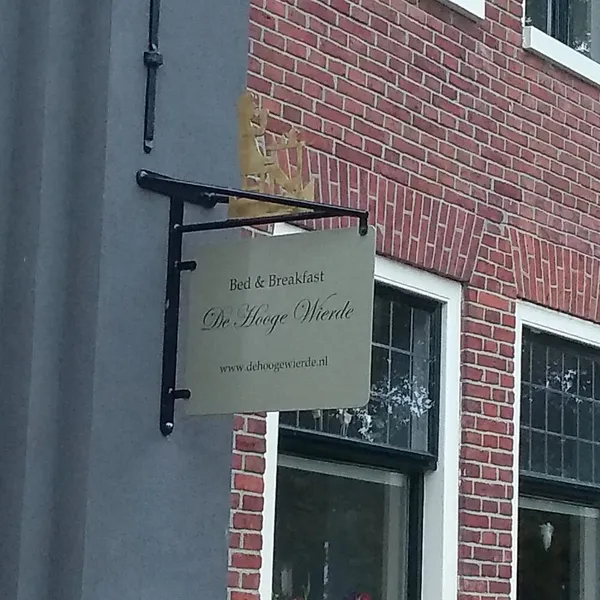 Bed & Breakfast
De Hooge Wierde
www.dehoogewierde.nl